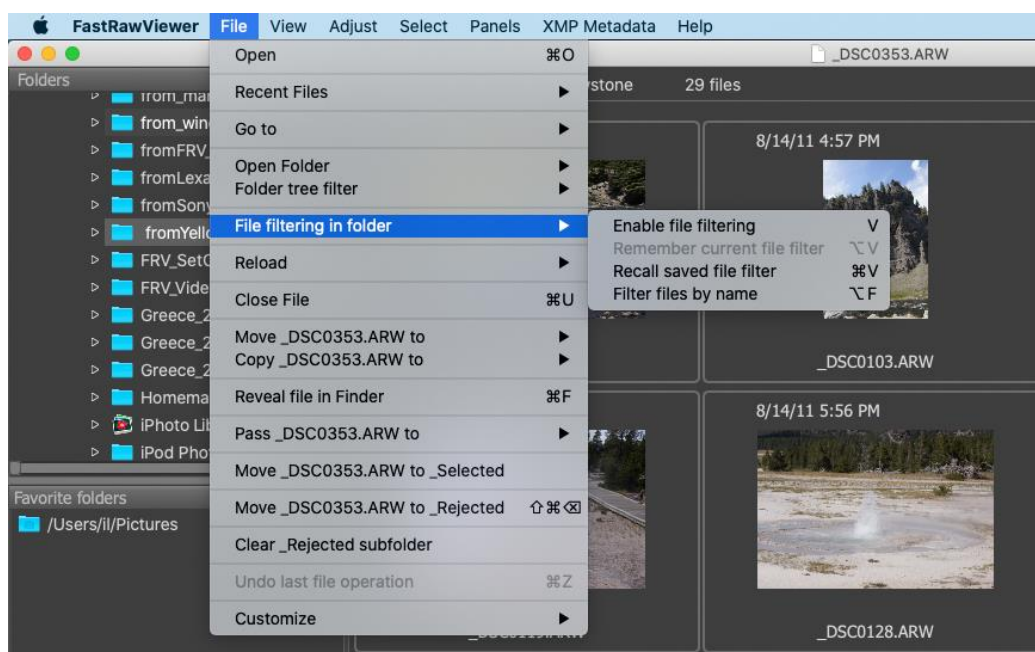 FastRawViewer File View Adjust Select Panels XMP Metadata Help
_DSC0353.ARW
Folders
29 files
from_win
fromFRV_
fromLexa
fromSony
fromYello
FRV_SetC
FRV_Vide
Greece_2
Greece_2
Greece_2
Homema
iPhoto Lib
iPod Pho
Favorite folders
/Users/il/Pictures
Open ⌘O
Recent Files ▶
Go to ▶
Open Folder ▶
Folder tree filter ▶
File filtering in folder ▶
Reload ▶
Close File ⌘U
Move _DSC0353.ARW to ▶
Copy _DSC0353.ARW to ▶
Reveal file in Finder ⌘F
Pass _DSC0353.ARW to ▶
Move _DSC0353.ARW to _Selected
Move _DSC0353.ARW to _Rejected ⇧⌘⌫
Clear _Rejected subfolder
Undo last file operation ⌘Z
Customize ▶
Enable file filtering V
Remember current file filter ⌥V
Recall saved file filter ⌘V
Filter files by name ⌥F
8/14/11 4:57 PM
_DSC0103.ARW
8/14/11 5:56 PM
_DSC0128.ARW